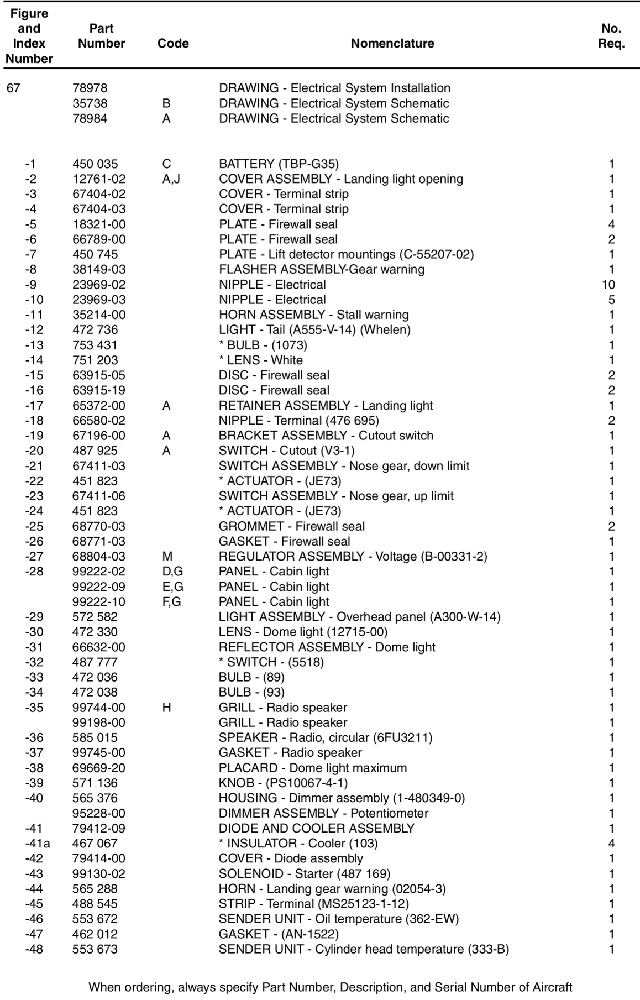 Figure
and
Index
Number
Part
Number
Code
Nomenclature
No.
Req.
67 78978 DRAWING - Electrical System Installation
35738 B DRAWING - Electrical System Schematic
78984 A DRAWING - Electrical System Schematic
-1 450 035 C BATTERY (TBP-G35) 1
-2 12761-02 A,J COVER ASSEMBLY - Landing light opening 1
-3 67404-02 COVER - Terminal strip 1
-4 67404-03 COVER - Terminal strip 1
-5 18321-00 PLATE - Firewall seal 4
-6 66789-00 PLATE - Firewall seal 2
-7 450 745 PLATE - Lift detector mountings (C-55207-02) 1
-8 38149-03 FLASHER ASSEMBLY-Gear warning 1
-9 23969-02 NIPPLE - Electrical 10
-10 23969-03 NIPPLE - Electrical 5
-11 35214-00 HORN ASSEMBLY - Stall warning 1
-12 472 736 LIGHT - Tail (A555-V-14) (Whelen) 1
-13 753 431 * BULB - (1073) 1
-14 751 203 * LENS - White 1
-15 63915-05 DISC - Firewall seal 2
-16 63915-19 DISC - Firewall seal 2
-17 65372-00 A RETAINER ASSEMBLY - Landing light 1
-18 66580-02 NIPPLE - Terminal (476 695) 2
-19 67196-00 A BRACKET ASSEMBLY - Cutout switch 1
-20 487 925 A SWITCH - Cutout (V3-1) 1
-21 67411-03 SWITCH ASSEMBLY - Nose gear, down limit 1
-22 451 823 * ACTUATOR - (JE73) 1
-23 67411-06 SWITCH ASSEMBLY - Nose gear, up limit 1
-24 451 823 * ACTUATOR - (JE73) 1
-25 68770-03 GROMMET - Firewall seal 2
-26 68771-03 GASKET - Firewall seal 1
-27 68804-03 M REGULATOR ASSEMBLY - Voltage (B-00331-2) 1
-28 99222-02 D,G PANEL - Cabin light 1
99222-09 E,G PANEL - Cabin light 1
99222-10 F,G PANEL - Cabin light 1
-29 572 582 LIGHT ASSEMBLY - Overhead panel (A300-W-14) 1
-30 472 330 LENS - Dome light (12715-00) 1
-31 66632-00 REFLECTOR ASSEMBLY - Dome light 1
-32 487 777 * SWITCH - (5518) 1
-33 472 036 BULB - (89) 1
-34 472 038 BULB - (93) 1
-35 99744-00 H GRILL - Radio speaker 1
99198-00 GRILL - Radio speaker 1
-36 585 015 SPEAKER - Radio, circular (6FU3211) 1
-37 99745-00 GASKET - Radio speaker 1
-38 69669-20 PLACARD - Dome light maximum 1
-39 571 136 KNOB - (PS10067-4-1) 1
-40 565 376 HOUSING - Dimmer assembly (1-480349-0) 1
95228-00 DIMMER ASSEMBLY - Potentiometer 1
-41 79412-09 DIODE AND COOLER ASSEMBLY 1
-41a 467 067 * INSULATOR - Cooler (103) 4
-42 79414-00 COVER - Diode assembly 1
-43 99130-02 SOLENOID - Starter (487 169) 1
-44 565 288 HORN - Landing gear warning (02054-3) 1
-45 488 545 STRIP - Terminal (MS25123-1-12) 1
-46 553 672 SENDER UNIT - Oil temperature (362-EW) 1
-47 462 012 GASKET - (AN-1522) 1
-48 553 673 SENDER UNIT - Cylinder head temperature (333-B) 1
When ordering, always specify Part Number, Description, and Serial Number of Aircraft